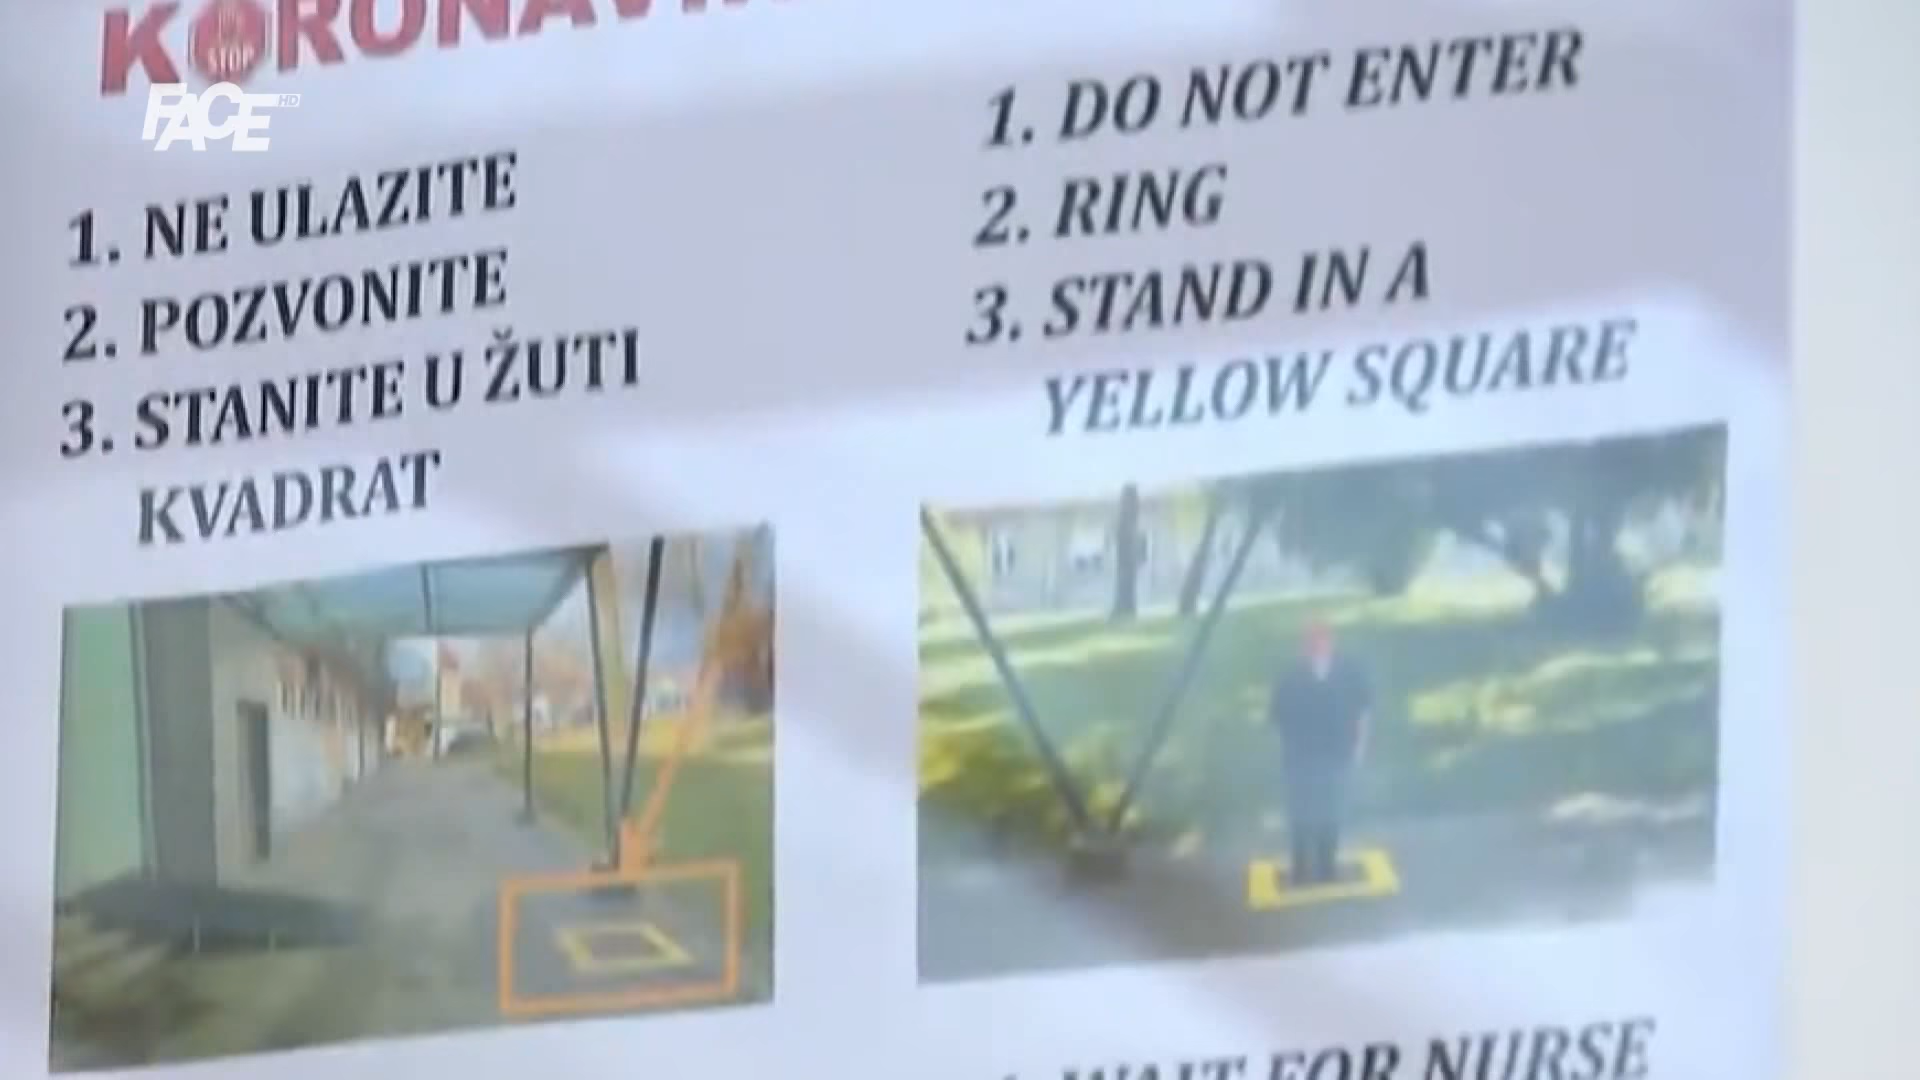 STOP
FACE HD
1. NE ULAZITE
2. POZVONITE
3. STANITE U ŽUTI
KVADRAT
1. DO NOT ENTER
2. RING
3. STAND IN A
YELLOW SQUARE
WAIT FOR NURSE